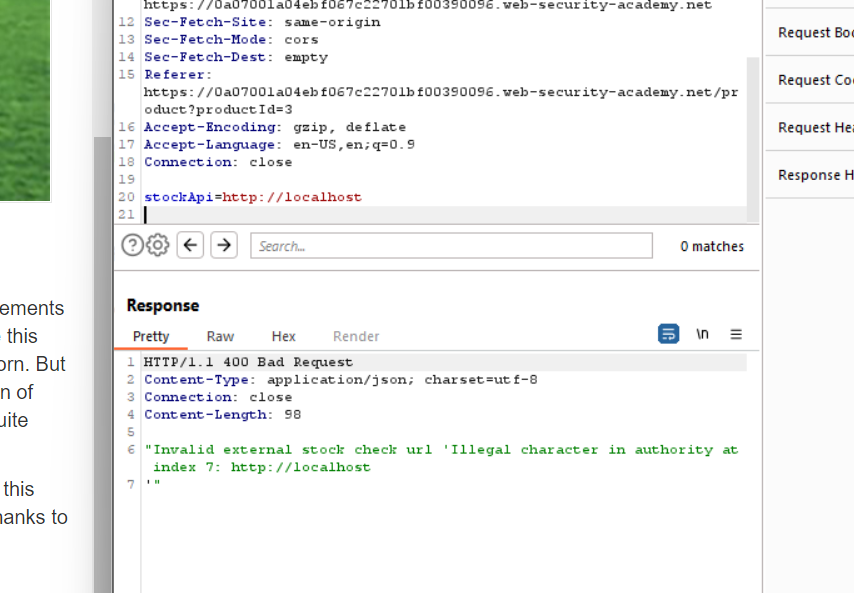 https://0a07001a04ebf067c22701bf00390096.web-security-academy.net
12 Sec-Fetch-Site: same-origin
13 Sec-Fetch-Mode: cors
14 Sec-Fetch-Dest: empty
15 Referer:
https://0a07001a04ebf067c22701bf00390096.web-security-academy.net/pr
oduct?productId=3
16 Accept-Encoding: gzip, deflate
17 Accept-Language: en-US,en;q=0.9
18 Connection: close
19
20 stockApi=http://localhost
21
Search...
0 matches
Response
Pretty Raw Hex Render
\n
1 HTTP/1.1 400 Bad Request
2 Content-Type: application/json; charset=utf-8
3 Connection: close
4 Content-Length: 98
5
6 "Invalid external stock check url 'Illegal character in authority at
index 7: http://localhost
7 '"
ements
this
orn. But
n of
uite
this
hanks to
Request Bo
Request Co
Request Hea
Response H